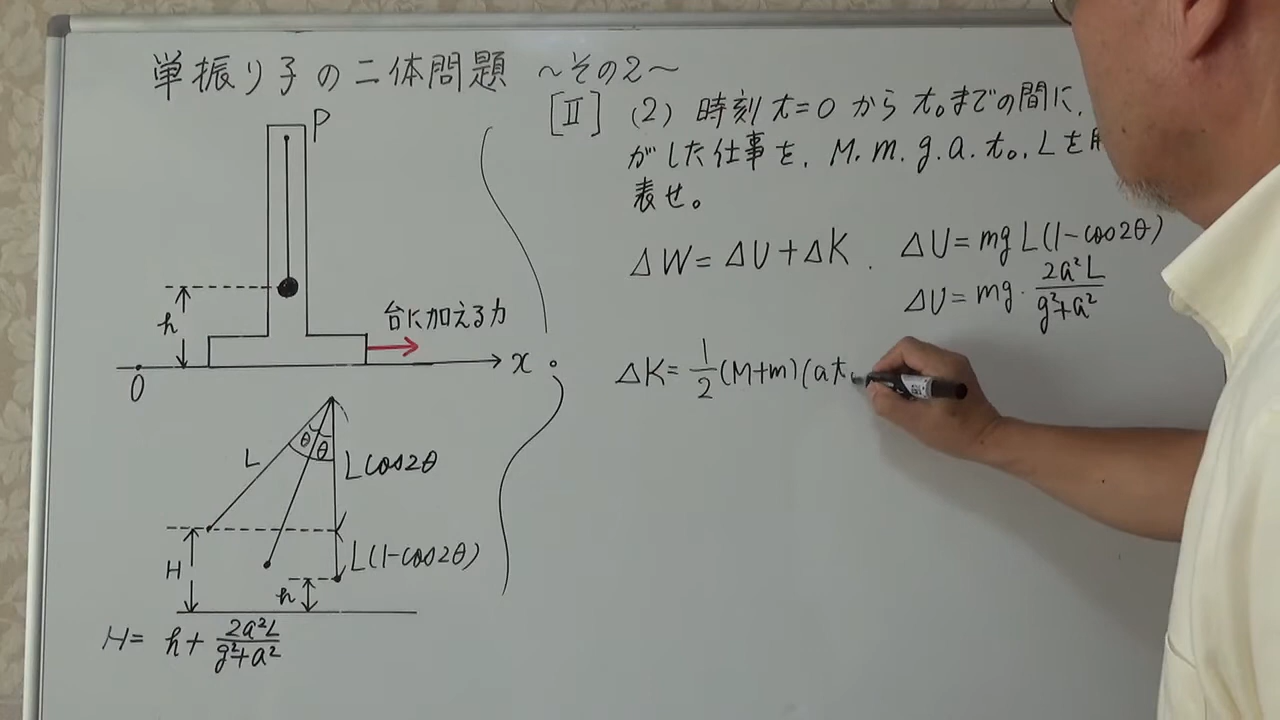 単振り子の二体問題 ～その2～
[Ⅱ] (2) 時刻t=0からt₀までの間に、
がした仕事を、M.m.g.a.t₀.Lを
表せ。
ΔW=ΔU+ΔK.
ΔU=mgL(1-cos2θ)
ΔU=mg・2a²L/g²+a²
ΔK=1/2(M+m)(at
P
h
台に加える力
0
x
θ
θ
L
Lcos2θ
H
L(1-cos2θ)
h
H= h+2a²L/g²+a²